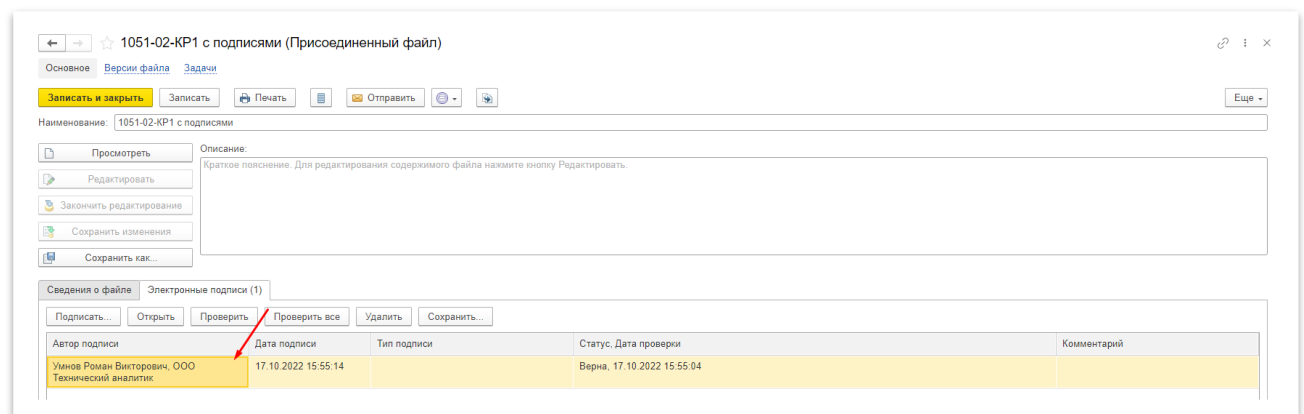 1051-02-КР1 с подписями (Присоединенный файл)
Основное Версии файла Задачи
Записать и закрыть Записать Печать Отправить Еще
Наименование: 1051-02-КР1 с подписями
Просмотреть
Редактировать
Закончить редактирование
Сохранить изменения
Сохранить как...
Описание:
Краткое пояснение. Для редактирования содержимого файла нажмите кнопку Редактировать.
Сведения о файле Электронные подписи (1)
Подписать... Открыть Проверить Проверить все Удалить Сохранить...
Автор подписи Дата подписи Тип подписи Статус, Дата проверки Комментарий
Умнов Роман Викторович, ООО 17.10.2022 15:55:14 Верна, 17.10.2022 15:55:04
Технический аналитик